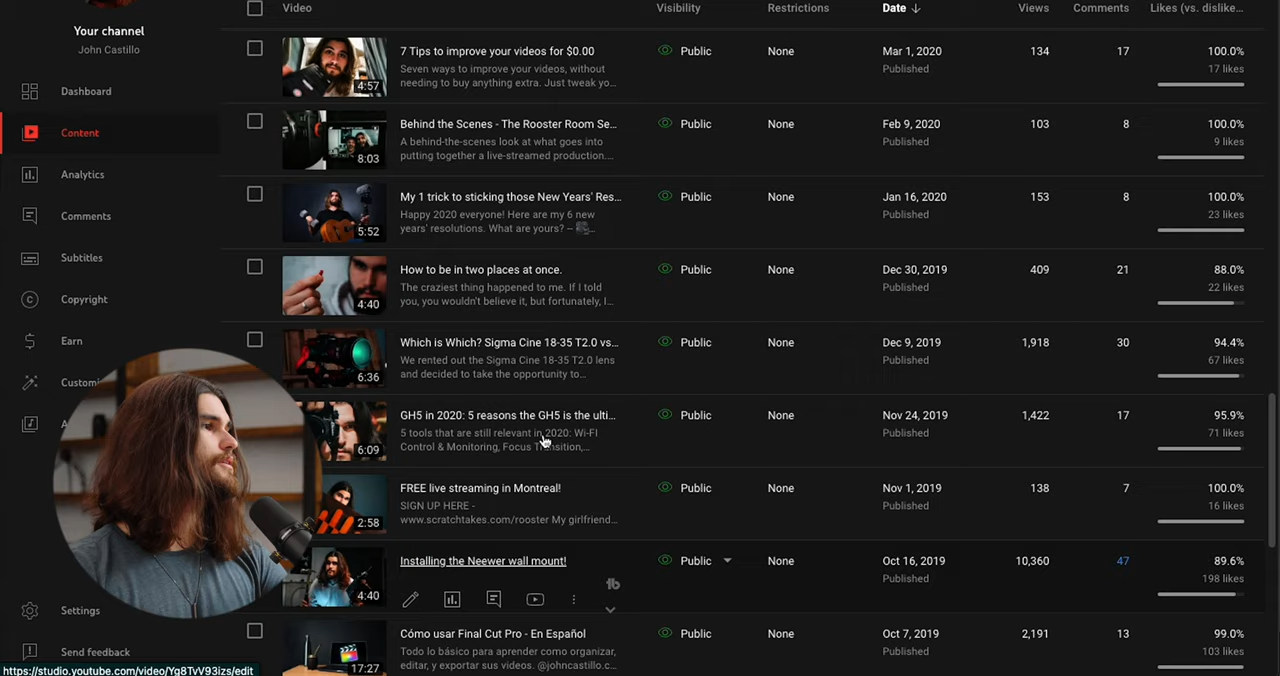 Your channel
John Castillo
Dashboard
Content
Analytics
Comments
Subtitles
Copyright
Earn
Customi
A
Settings
Send feedback
Video
Visibility
Restrictions
Date
Views
Comments
Likes (vs. dislike...
4:57
7 Tips to improve your videos for $0.00
Seven ways to improve your videos, without
needing to buy anything extra. Just tweak yo...
Public
None
Mar 1, 2020
Published
134
17
100.0%
17 likes
8:03
Behind the Scenes - The Rooster Room Se...
A behind-the-scenes look at what goes into
putting together a live-streamed production....
Public
None
Feb 9, 2020
Published
103
8
100.0%
9 likes
5:52
My 1 trick to sticking those New Years' Res...
Happy 2020 everyone! Here are my 6 new
years' resolutions. What are yours? --
Public
None
Jan 16, 2020
Published
153
8
100.0%
23 likes
4:40
How to be in two places at once.
The craziest thing happened to me. If I told
you, you wouldn't believe it, but fortunately, I...
Public
None
Dec 30, 2019
Published
409
21
88.0%
22 likes
6:36
Which is Which? Sigma Cine 18-35 T2.0 vs...
We rented out the Sigma Cine 18-35 T2.0 lens
and decided to take the opportunity to...
Public
None
Dec 9, 2019
Published
1,918
30
94.4%
67 likes
6:09
GH5 in 2020: 5 reasons the GH5 is the ulti...
5 tools that are still relevant in 2020: Wi-FI
Control & Monitoring, Focus Transition,...
Public
None
Nov 24, 2019
Published
1,422
17
95.9%
71 likes
2:58
FREE live streaming in Montreal!
SIGN UP HERE -
www.scratchtakes.com/rooster My girlfriend...
Public
None
Nov 1, 2019
Published
138
7
100.0%
16 likes
4:40
Installing the Neewer wall mount!
Public
None
Oct 16, 2019
Published
10,360
47
89.6%
198 likes
17:27
Cómo usar Final Cut Pro - En Español
Todo lo básico para aprender como organizar,
editar, y exportar sus videos. @johncastillo.c...
Public
None
Oct 7, 2019
Published
2,191
13
99.0%
103 likes
https://studio.youtube.com/video/Yg8TvV93izs/edit